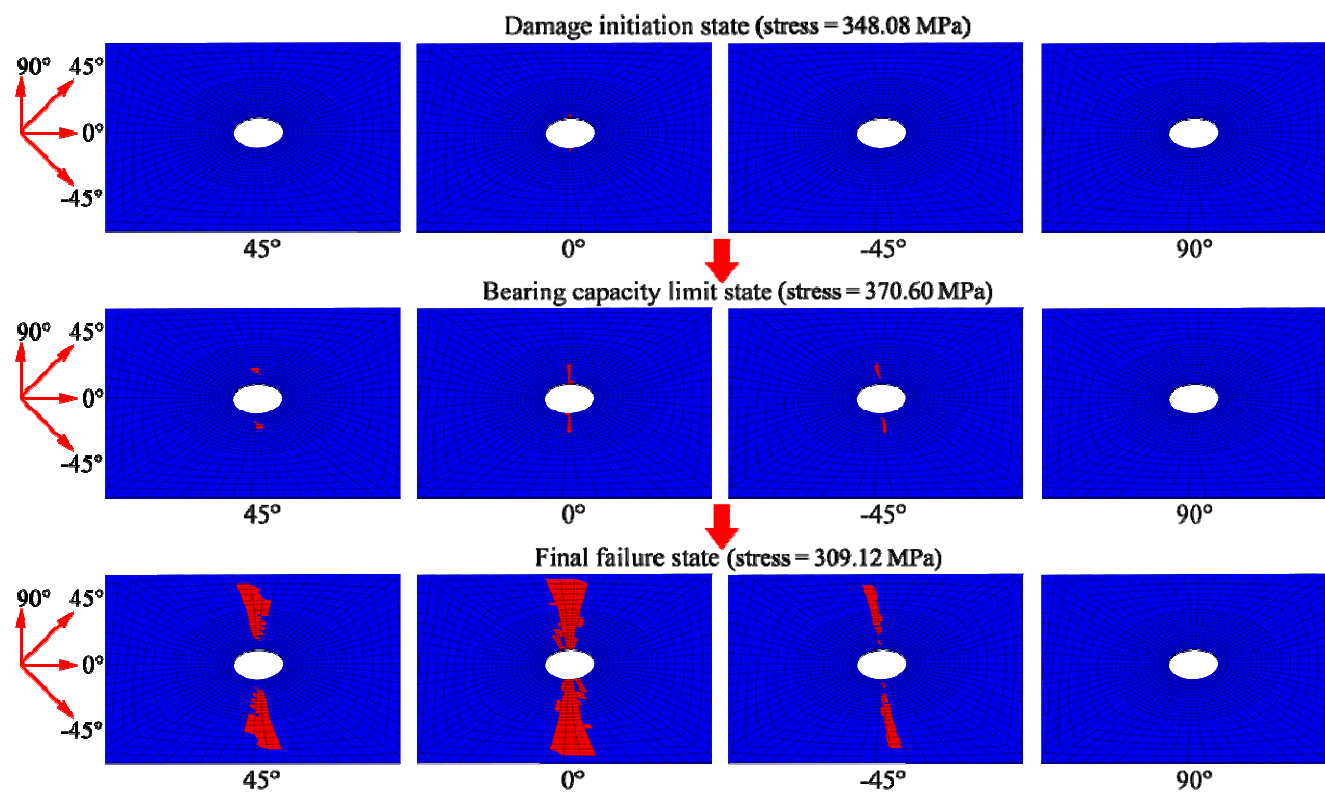 Damage initiation state (stress = 348.08 MPa)
90° 45°
0°
-45°
45° 0° -45° 90°
Bearing capacity limit state (stress = 370.60 MPa)
90° 45°
0°
-45°
45° 0° -45° 90°
Final failure state (stress = 309.12 MPa)
90° 45°
0°
-45°
45° 0° -45° 90°